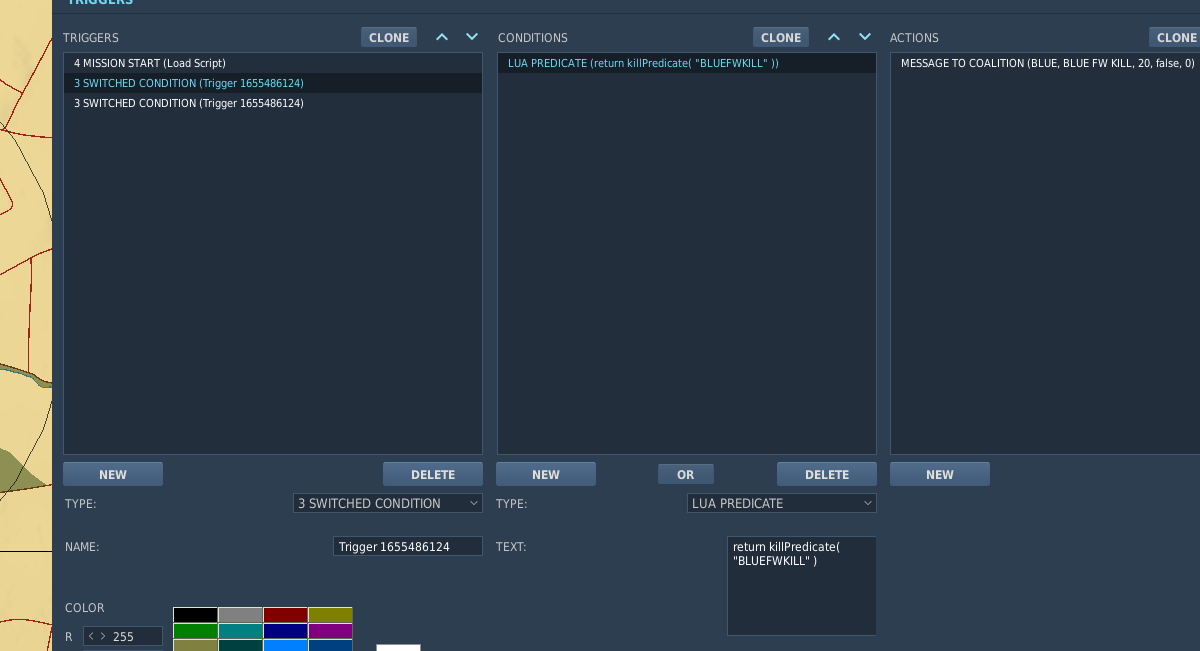 TRIGGERS
TRIGGERS CLONE CONDITIONS CLONE ACTIONS CLONE
4 MISSION START (Load Script)
3 SWITCHED CONDITION (Trigger 1655486124)
3 SWITCHED CONDITION (Trigger 1655486124)
LUA PREDICATE (return killPredicate( "BLUEFWKILL" ))
MESSAGE TO COALITION (BLUE, BLUE FW KILL, 20, false, 0)
NEW DELETE NEW OR DELETE NEW
TYPE: 3 SWITCHED CONDITION TYPE: LUA PREDICATE
NAME: Trigger 1655486124 TEXT: return killPredicate(
"BLUEFWKILL" )
COLOR
R < > 255